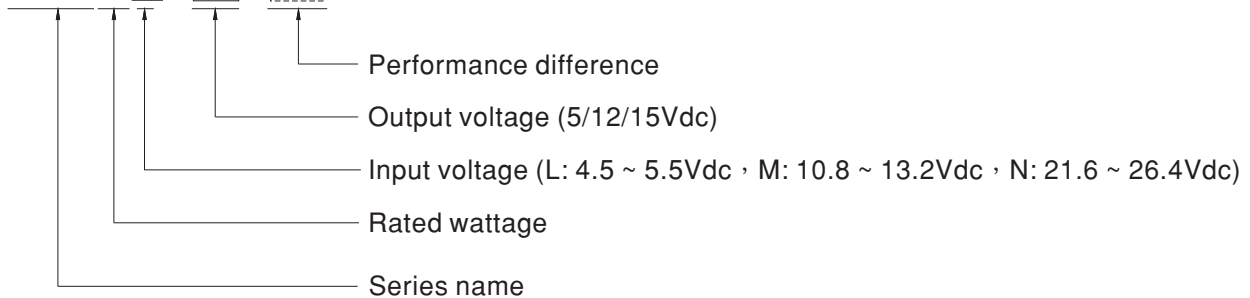 Performance difference
Output voltage (5/12/15Vdc)
Input voltage (L: 4.5 ~ 5.5Vdc，M: 10.8 ~ 13.2Vdc，N: 21.6 ~ 26.4Vdc)
Rated wattage
Series name